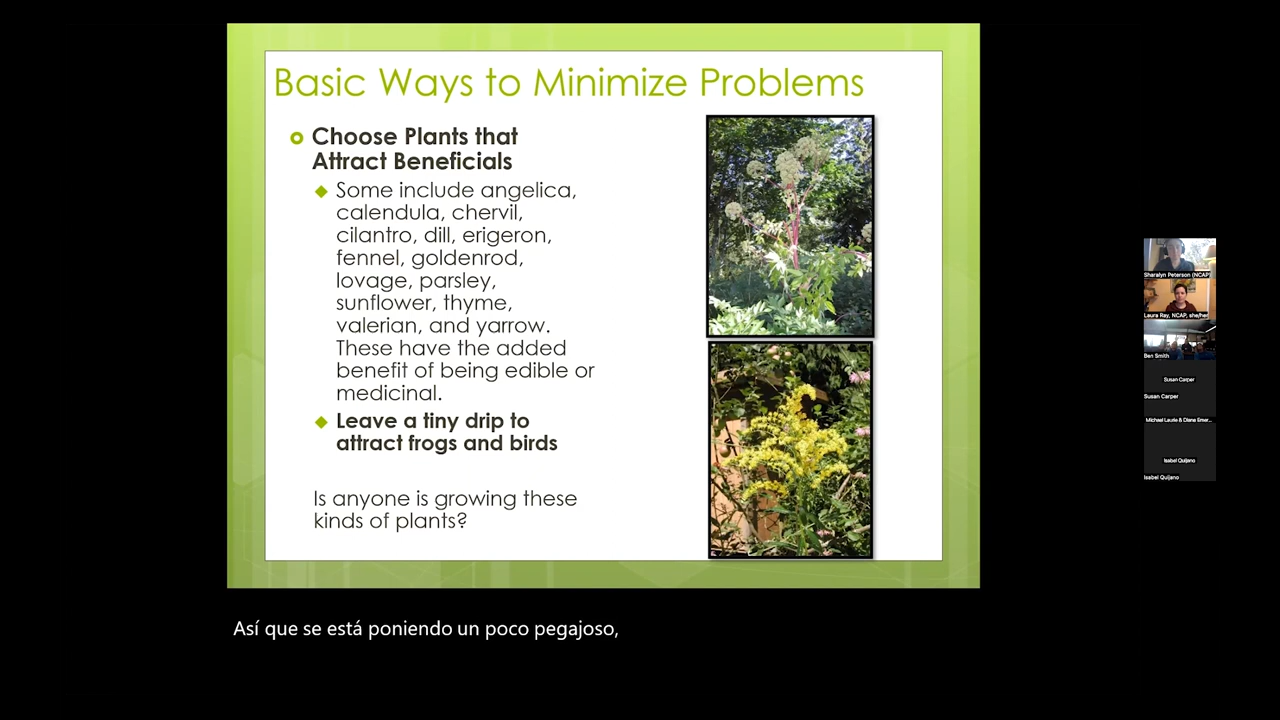 Basic Ways to Minimize Problems
Choose Plants that
Attract Beneficials
Some include angelica,
calendula, chervil,
cilantro, dill, erigeron,
fennel, goldenrod,
lovage, parsley,
sunflower, thyme,
valerian, and yarrow.
These have the added
benefit of being edible or
medicinal.
Leave a tiny drip to
attract frogs and birds
Is anyone is growing these
kinds of plants?
Sharalyn Peterson (NCAP)
Laura Ray, NCAP, she/her
Ben Smith
Susan Carper
Susan Carper
Michael Laurie & Diana Emer...
Isabel Quijano
Isabel Quijano
Así que se está poniendo un poco pegajoso,